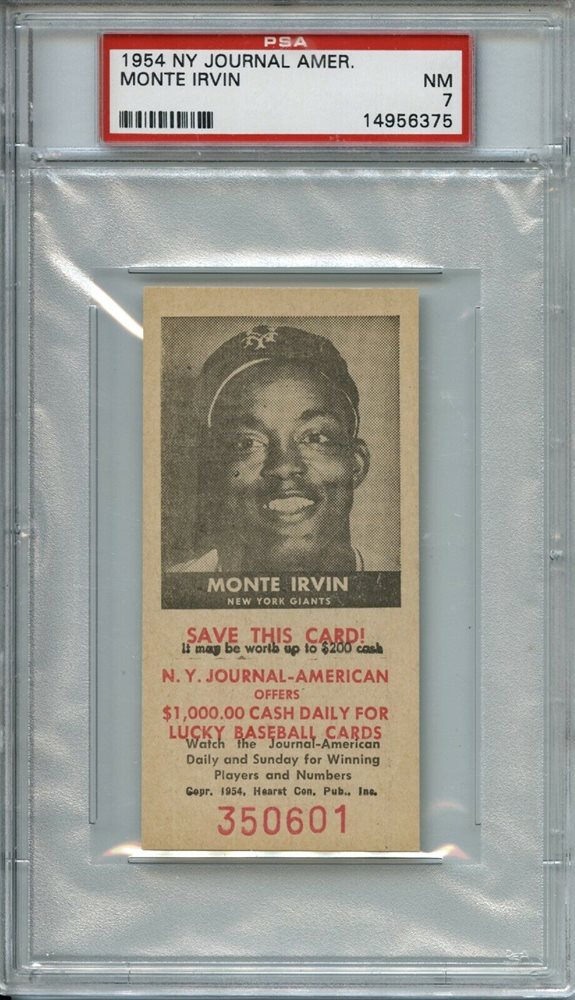 PSA
1954 NY JOURNAL AMER.
MONTE IRVIN NM
7
14956375
NY
MONTE IRVIN
NEW YORK GIANTS
SAVE THIS CARD!
It may be worth up to $200 cash
N. Y. JOURNAL-AMERICAN
OFFERS
$1,000.00 CASH DAILY FOR
LUCKY BASEBALL CARDS
Watch the Journal-American
Daily and Sunday for Winning
Players and Numbers
Copr. 1954, Hearst Con. Pub., Inc.
350601